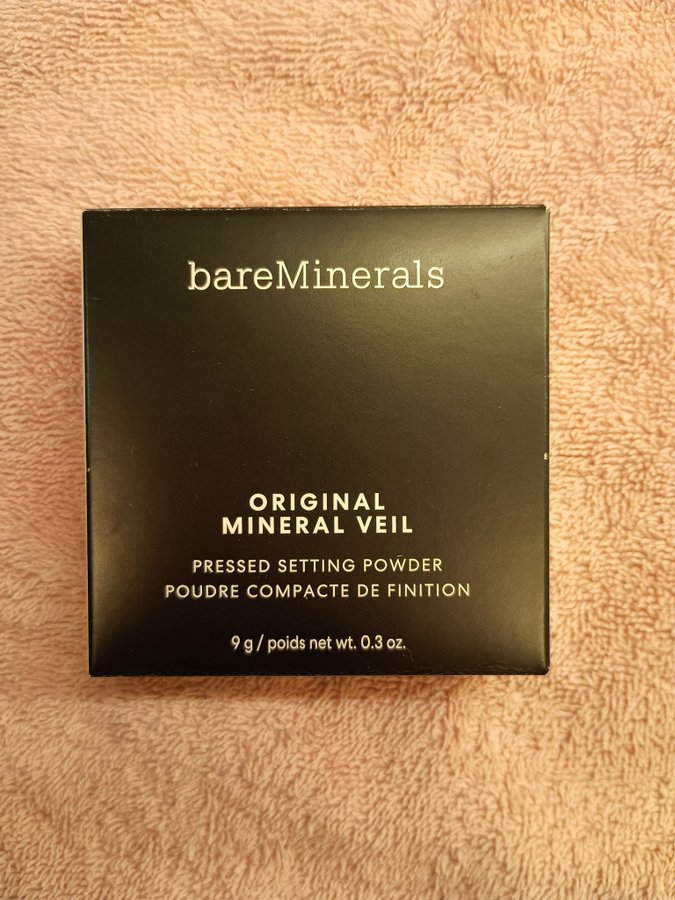 bareMinerals
ORIGINAL
MINERAL VEIL
PRESSED SETTING POWDER
POUDRE COMPACTE DE FINITION
9 g / poids net wt. 0.3 oz.